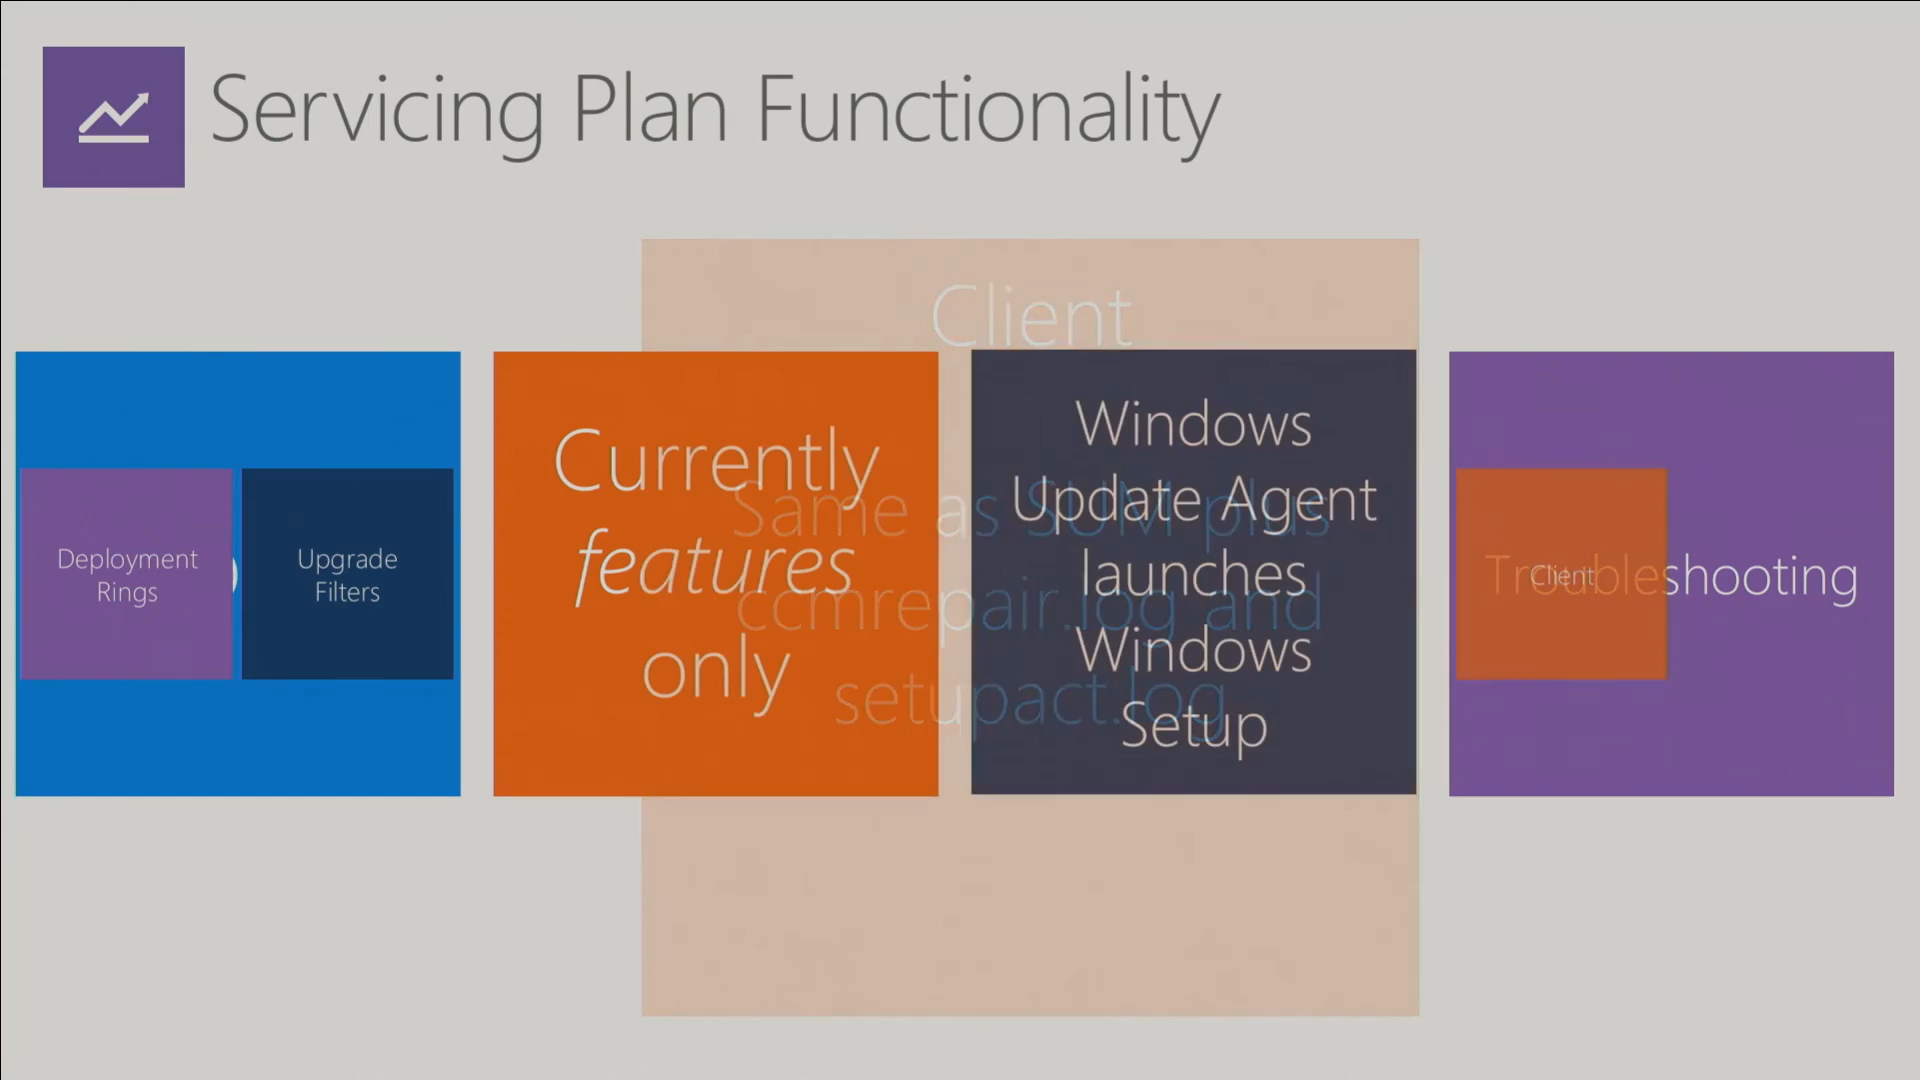 Servicing Plan Functionality
Client
Same as SUM plus
ccmrepair.log and
setupact.log
Deployment
Rings
Upgrade
Filters
Currently
features
only
Windows
Update Agent
launches
Windows
Setup
Client
Troubleshooting